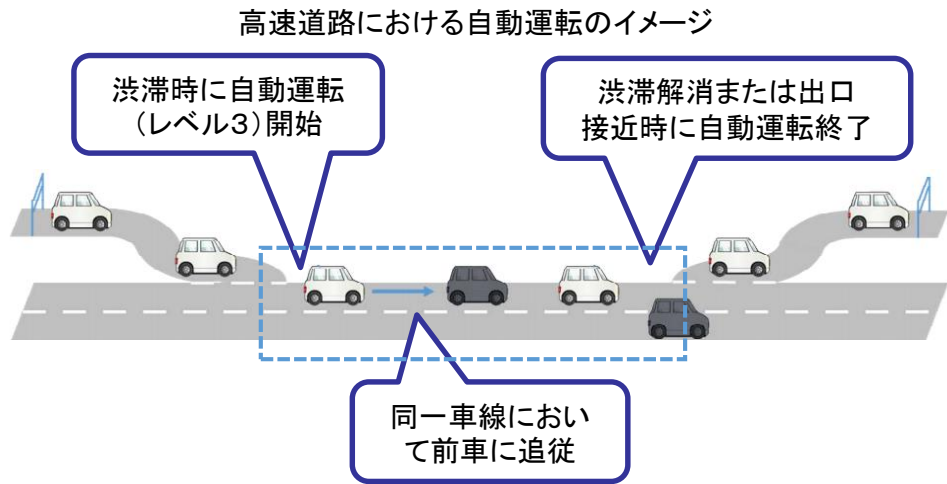 高速道路における自動運転のイメージ
渋滞時に自動運転
（レベル３）開始
渋滞解消または出口
接近時に自動運転終了
同一車線におい
て前車に追従